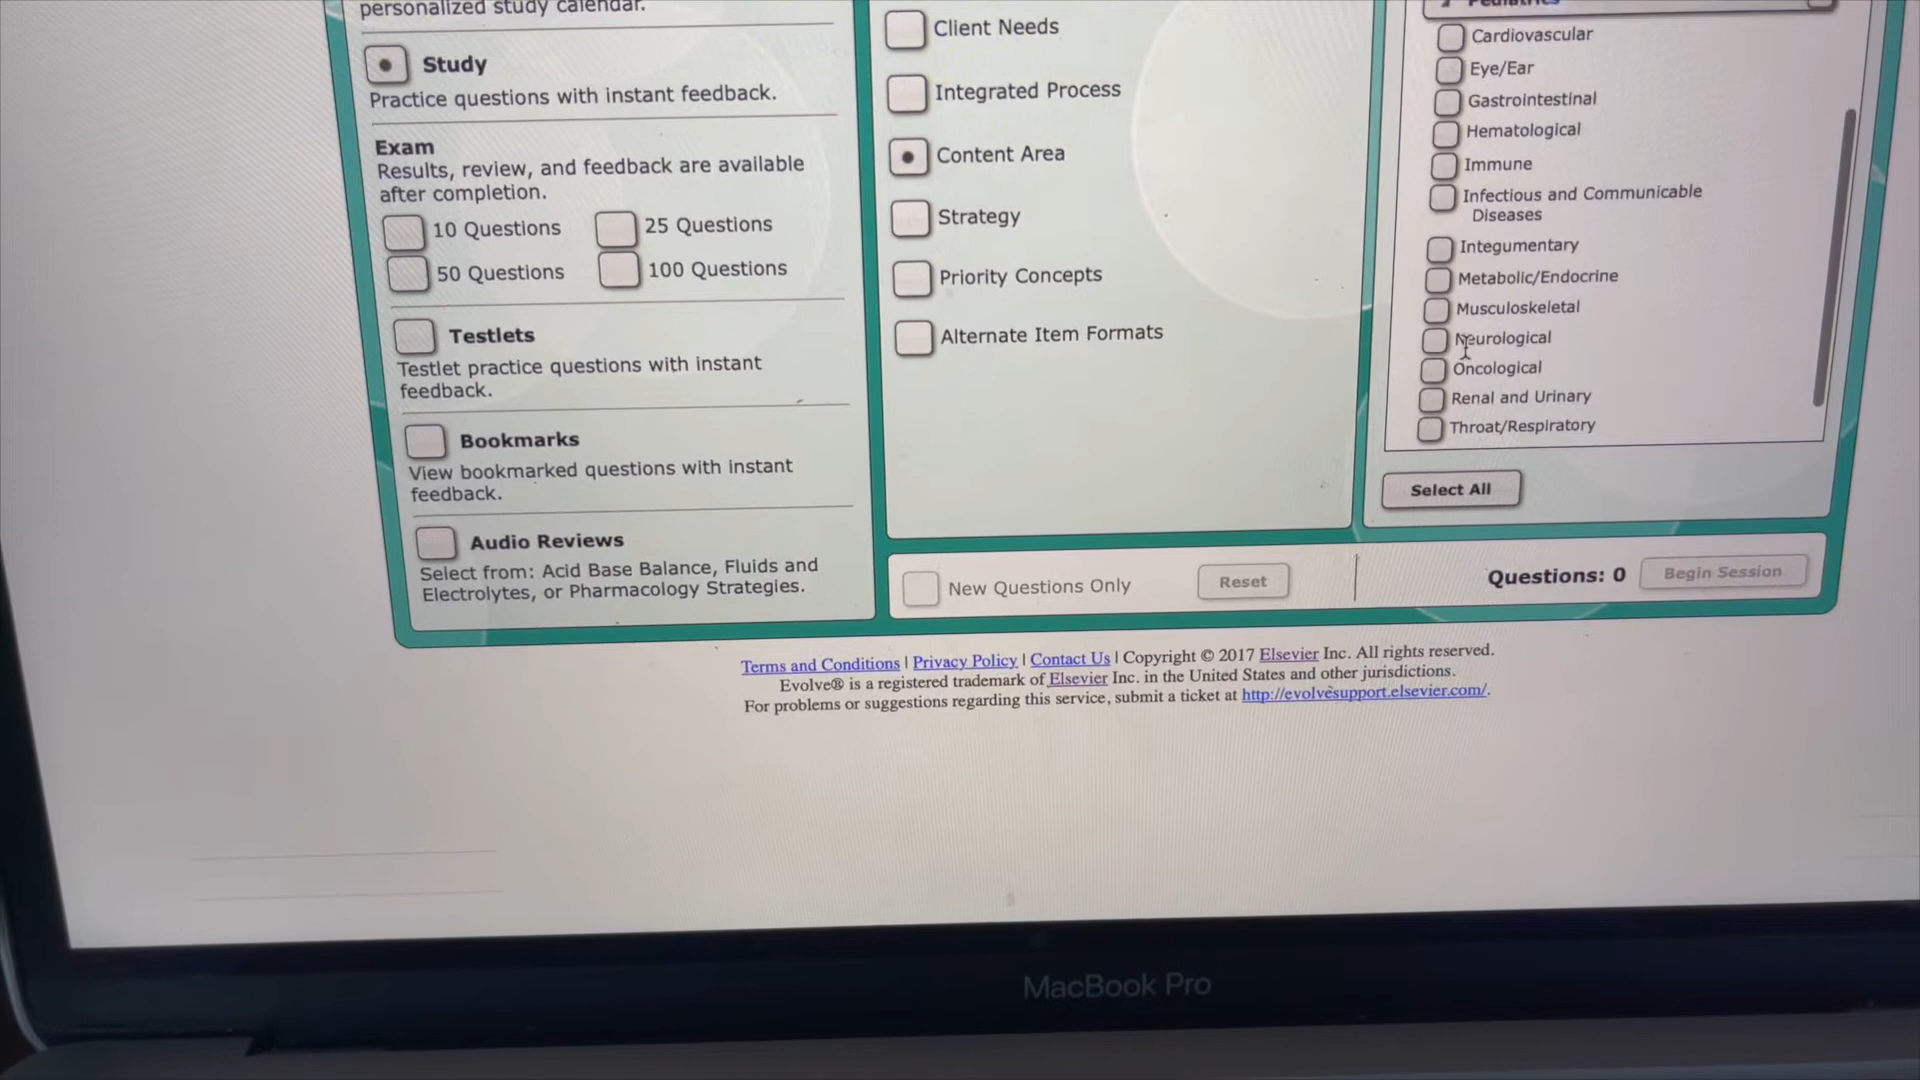 personalized study calendar.
Study
Practice questions with instant feedback.
Exam
Results, review, and feedback are available
after completion.
10 Questions
25 Questions
50 Questions
100 Questions
Testlets
Testlet practice questions with instant
feedback.
Bookmarks
View bookmarked questions with instant
feedback.
Audio Reviews
Select from: Acid Base Balance, Fluids and
Electrolytes, or Pharmacology Strategies.
Client Needs
Integrated Process
Content Area
Strategy
Priority Concepts
Alternate Item Formats
Pediatrics
Cardiovascular
Eye/Ear
Gastrointestinal
Hematological
Immune
Infectious and Communicable
Diseases
Integumentary
Metabolic/Endocrine
Musculoskeletal
Neurological
Oncological
Renal and Urinary
Throat/Respiratory
Select All
New Questions Only
Reset
Questions: 0
Begin Session
Terms and Conditions | Privacy Policy | Contact Us | Copyright © 2017 Elsevier Inc. All rights reserved.
Evolve® is a registered trademark of Elsevier Inc. in the United States and other jurisdictions.
For problems or suggestions regarding this service, submit a ticket at http://evolvesupport.elsevier.com/.
MacBook Pro